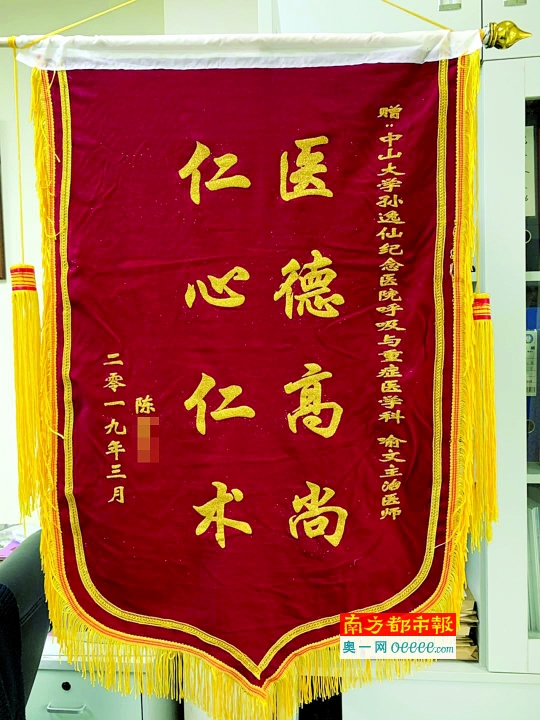 赠:中山大学孙逸仙纪念医院呼吸与重症医学科 喻文主治医师
医德高尚
仁心仁术
陈
二零一九年三月
南方都市報
奥一网 oeeee.com